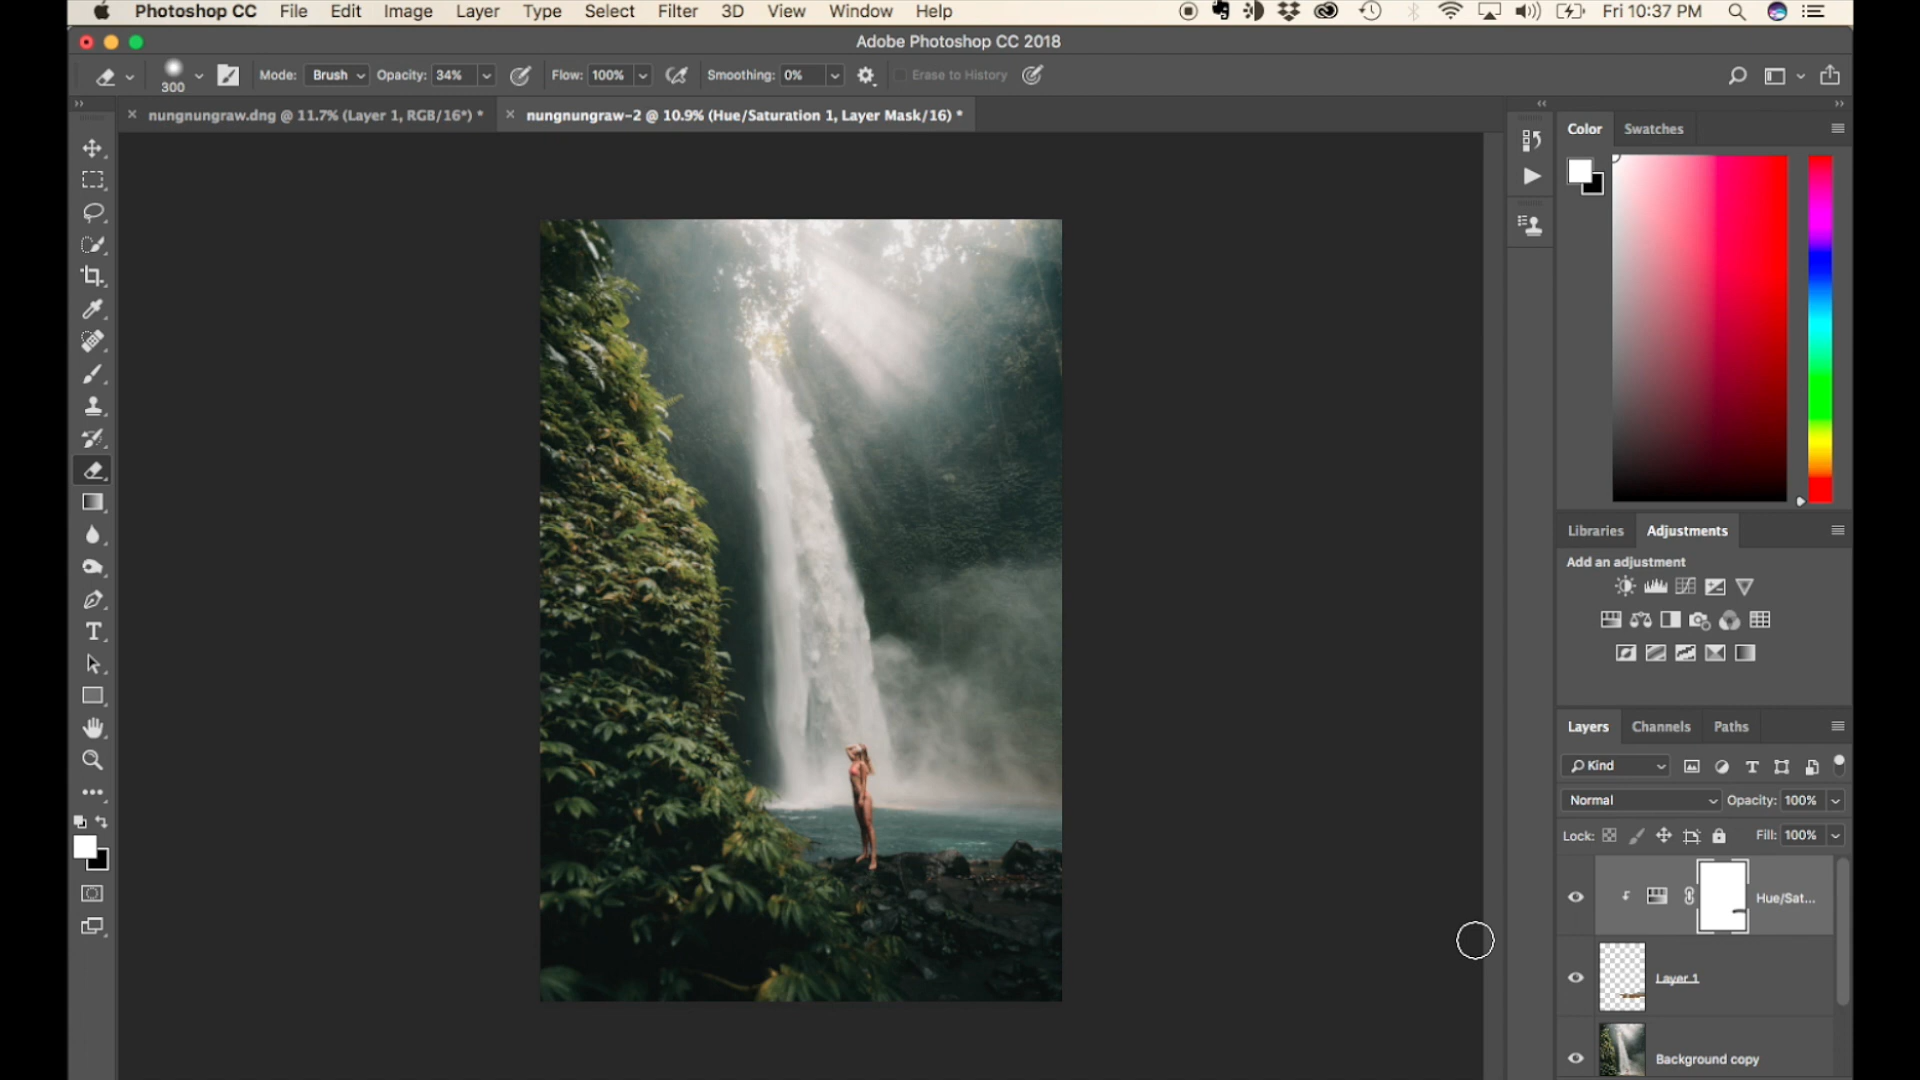 Photoshop CC File Edit Image Layer Type Select Filter 3D View Window Help Fri 10:37 PM
Adobe Photoshop CC 2018
300 Mode: Brush Opacity: 34% Flow: 100% Smoothing: 0% Erase to History
nungnungraw.dng @ 11.7% (Layer 1, RGB/16*) * nungnungraw-2 @ 10.9% (Hue/Saturation 1, Layer Mask/16) *
Color Swatches
Libraries Adjustments
Add an adjustment
Layers Channels Paths
Kind
Normal Opacity: 100%
Lock: Fill: 100%
Hue/Sat...
Layer 1
Background copy